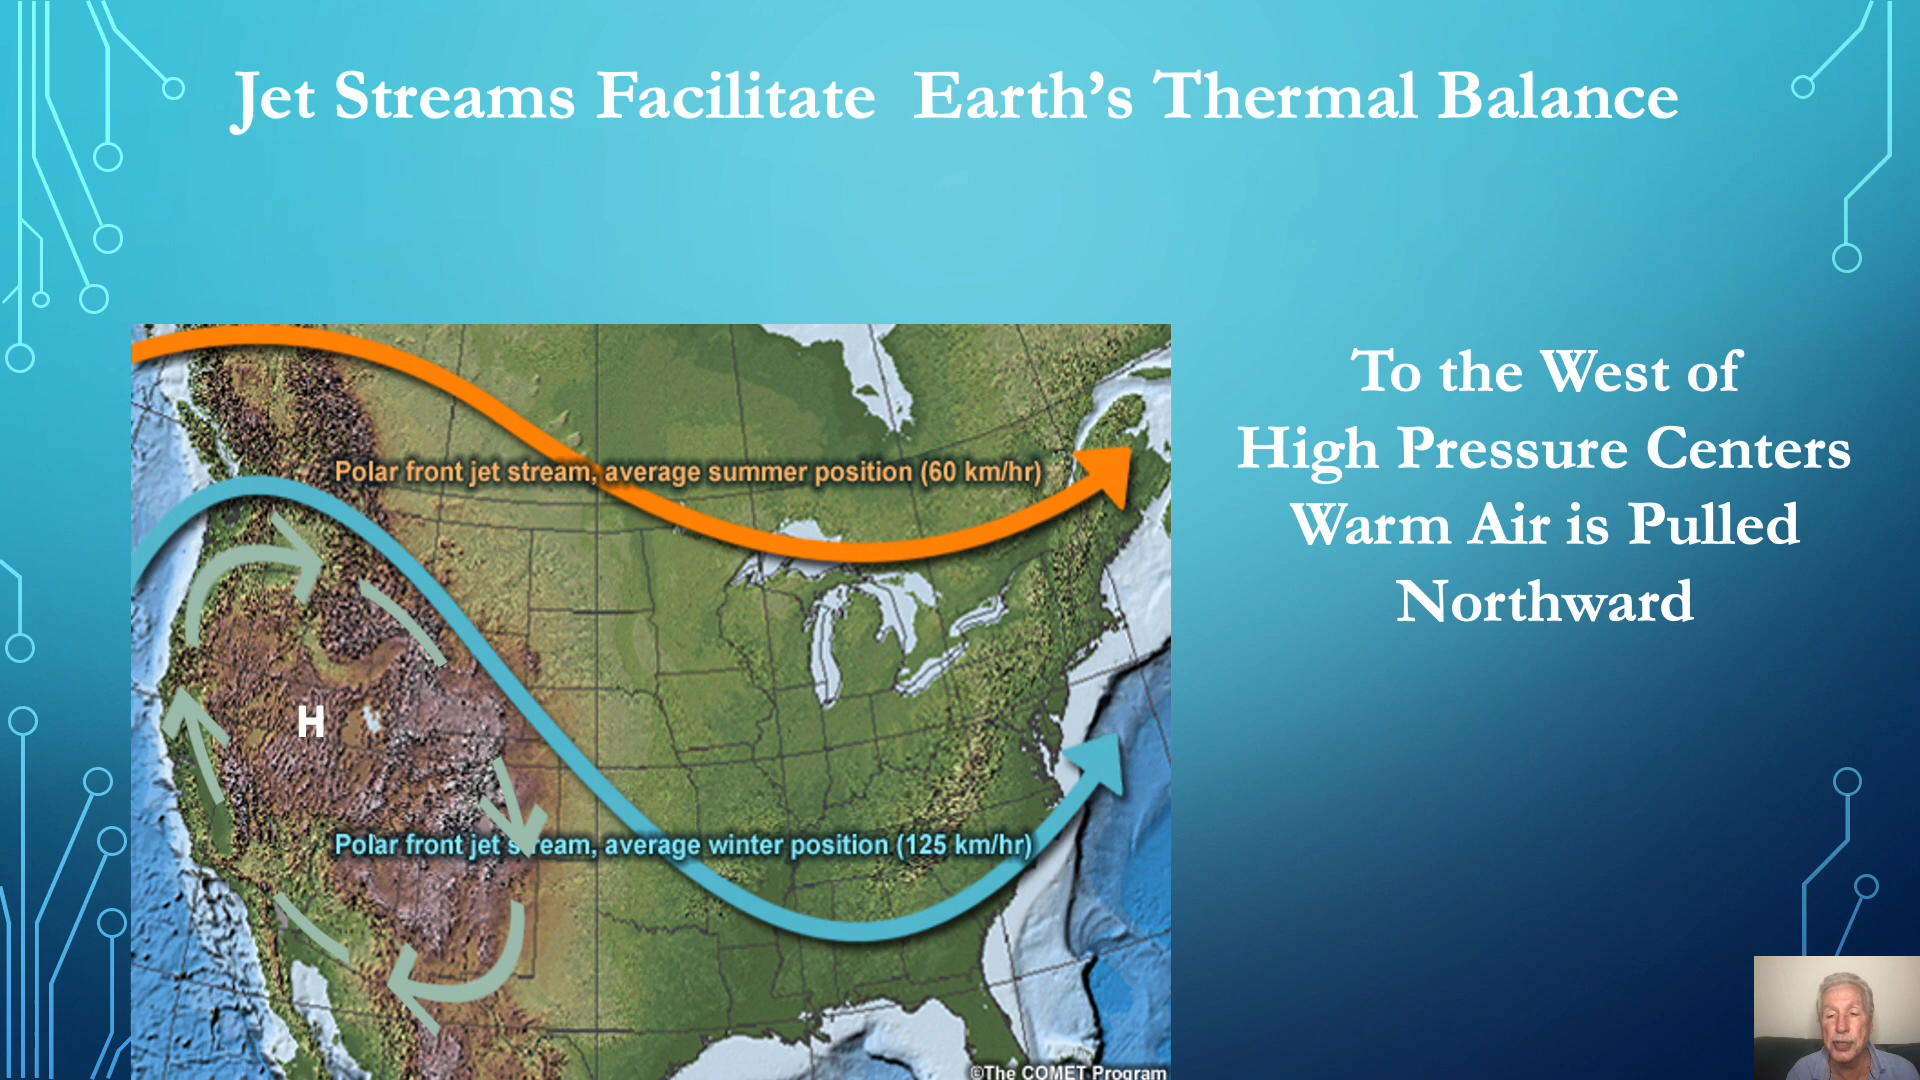 Jet Streams Facilitate  Earth’s Thermal Balance
To the West of
High Pressure Centers
Warm Air is Pulled
Northward
Polar front jet stream, average summer position (60 km/hr)
H
Polar front jet stream, average winter position (125 km/hr)
©The COMET Program